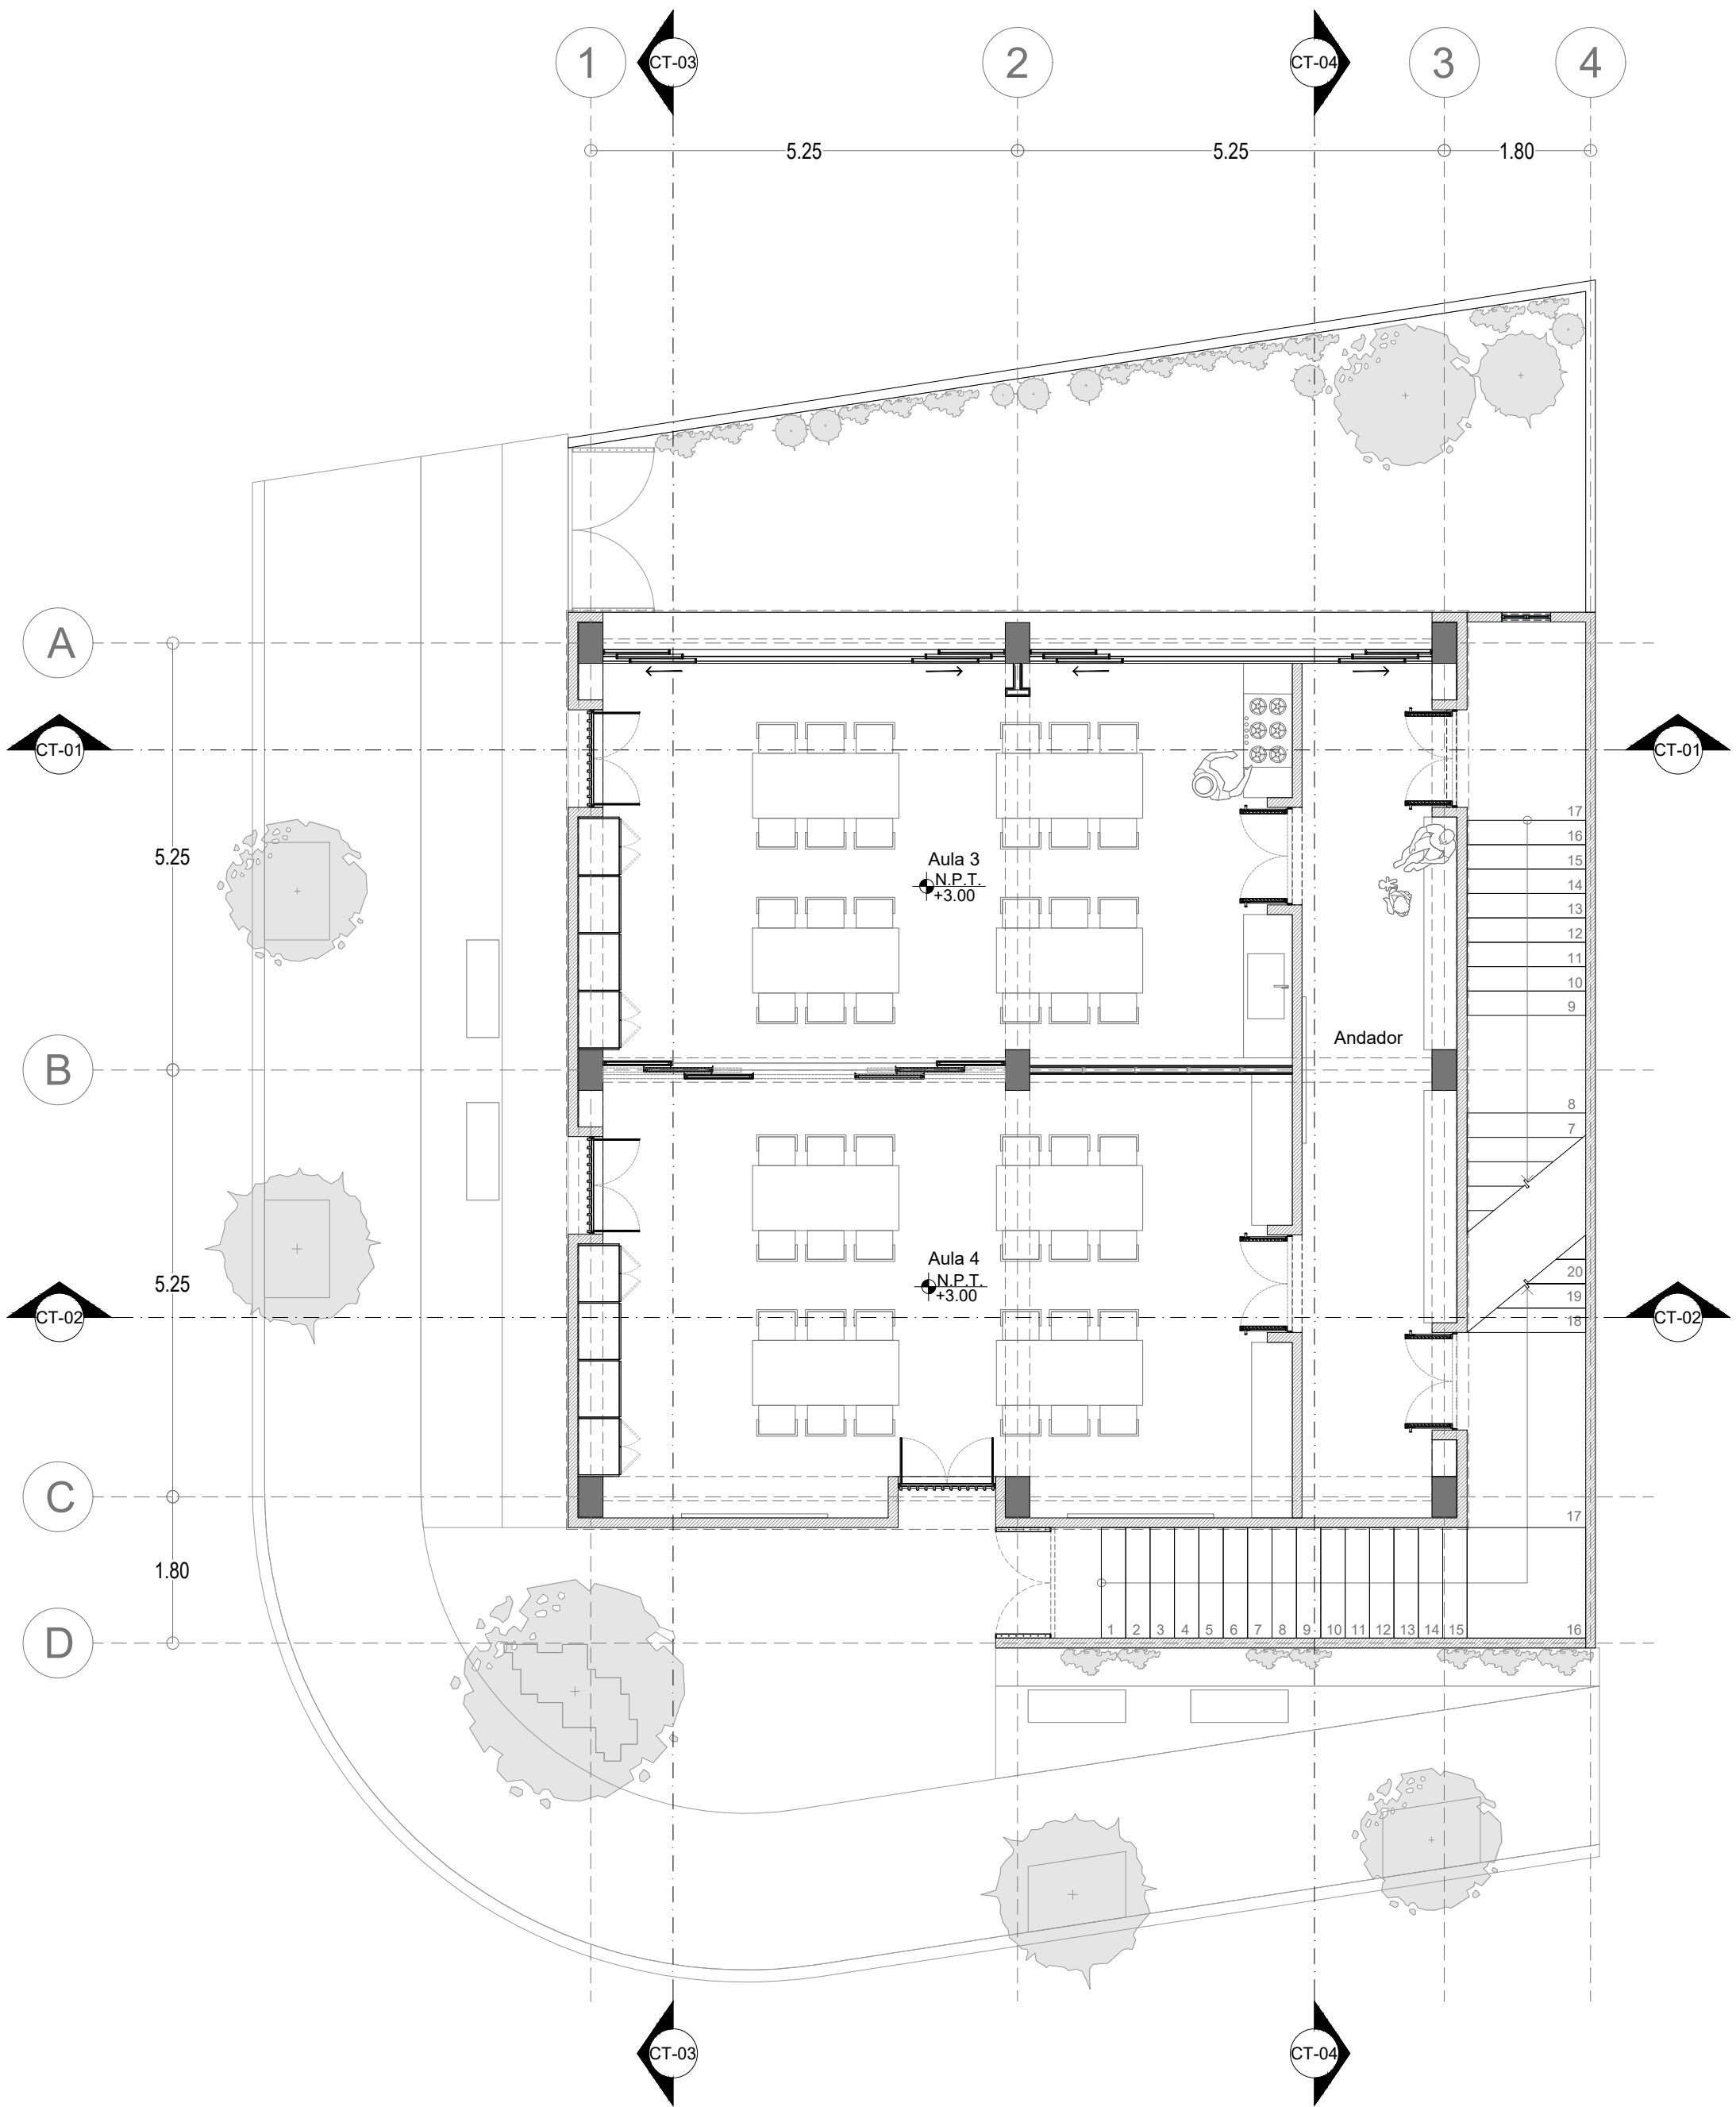 1 CT-03 2 CT-04 3 4
5.25 5.25 1.80
A
CT-01 CT-01
5.25
17
16
15
14
13
12
11
10
9
Aula 3
N.P.T.
+3.00
Andador
B
8
7
Aula 4
N.P.T.
+3.00
5.25
20
19
18
CT-02 CT-02
C
17
1.80
1 2 3 4 5 6 7 8 9 10 11 12 13 14 15 16
D
CT-03 CT-04